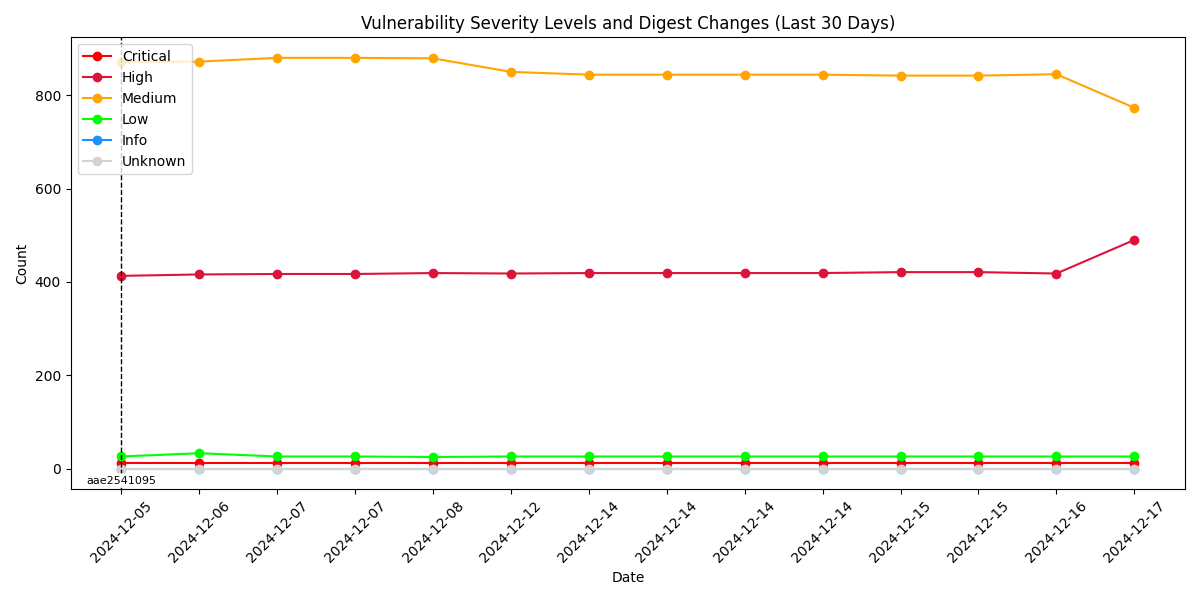 Vulnerability Severity Levels and Digest Changes (Last 30 Days)
Critical
High
Medium
Low
Info
Unknown
800
600
400
200
0
Count
aae2541095
2024-12-05
2024-12-06
2024-12-07
2024-12-07
2024-12-08
2024-12-12
2024-12-14
2024-12-14
2024-12-14
2024-12-14
2024-12-15
2024-12-15
2024-12-16
2024-12-17
Date